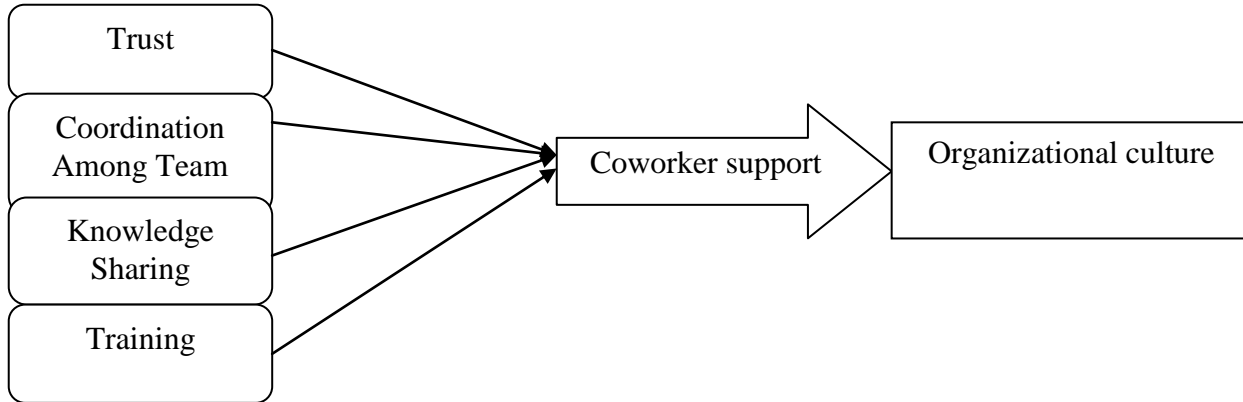 Trust
Coordination
Among Team
Knowledge
Sharing
Training
Coworker support
Organizational culture